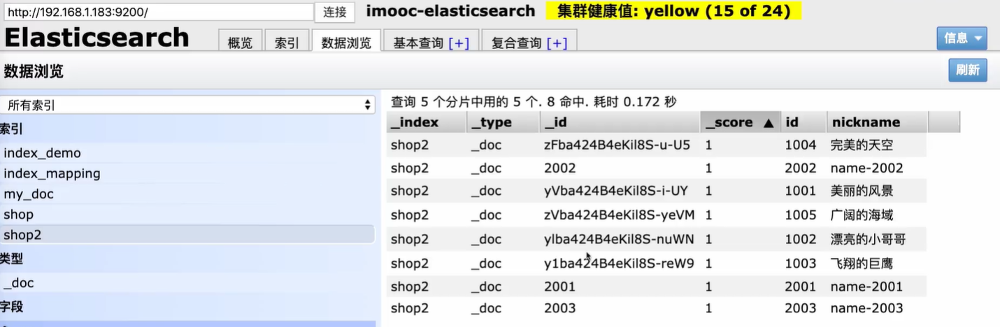 http://192.168.1.183:9200/ 连接 imooc-elasticsearch 集群健康值: yellow (15 of 24)
Elasticsearch 概览 索引 数据浏览 基本查询 [+] 复合查询 [+] 信息
数据浏览 刷新
所有索引
索引
index_demo
index_mapping
my_doc
shop
shop2
类型
_doc
字段
查询 5 个分片中用的 5 个. 8 命中. 耗时 0.172 秒
_index _type _id _score ▲ id nickname
shop2 _doc zFba424B4eKil8S-u-U5 1 1004 完美的天空
shop2 _doc 2002 1 2002 name-2002
shop2 _doc yVba424B4eKil8S-i-UY 1 1001 美丽的风景
shop2 _doc zVba424B4eKil8S-yeVM 1 1005 广阔的海域
shop2 _doc ylba424B4eKil8S-nuWN 1 1002 漂亮的小哥哥
shop2 _doc y1ba424B4eKil8S-reW9 1 1003 飞翔的巨鹰
shop2 _doc 2001 1 2001 name-2001
shop2 _doc 2003 1 2003 name-2003